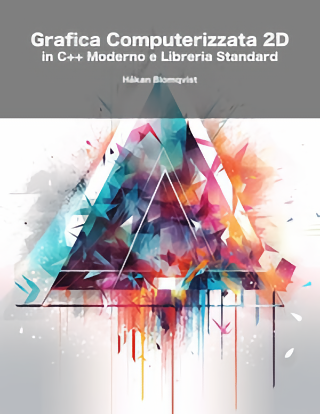 Grafica Computerizzata 2D
in C++ Moderno e Libreria Standard
Håkan Blomqvist